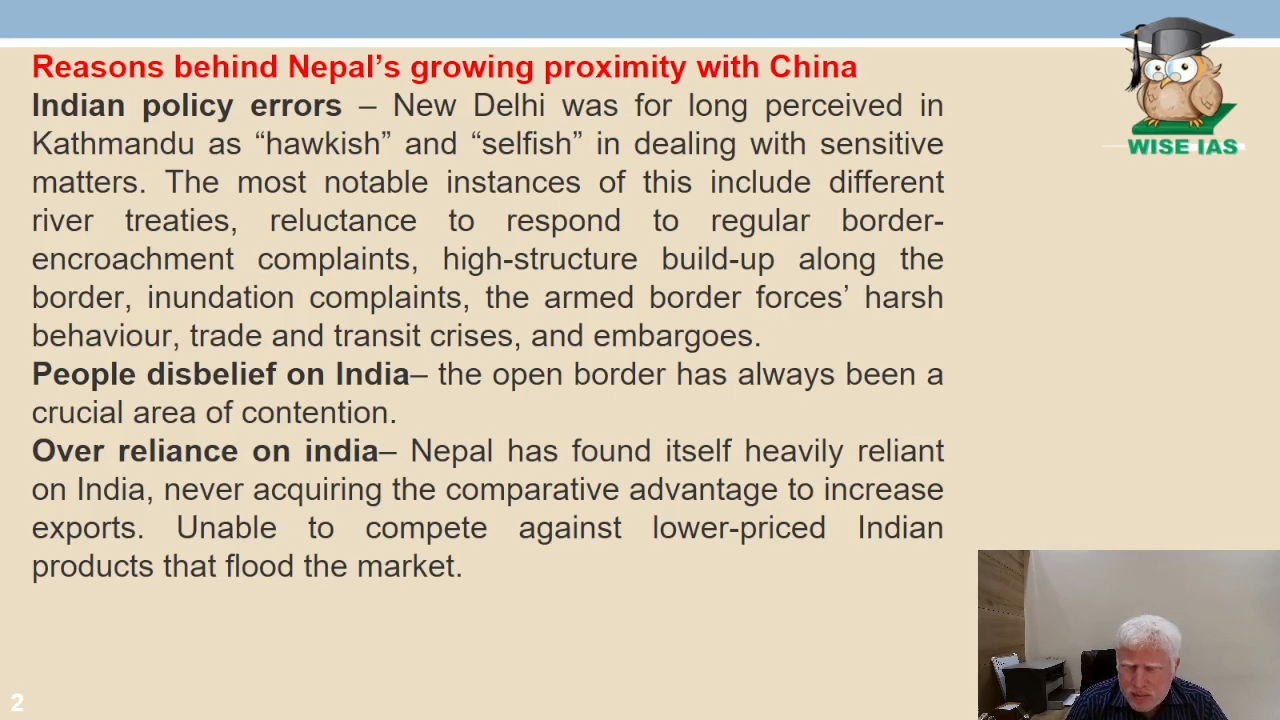 Reasons behind Nepal’s growing proximity with China
Indian policy errors – New Delhi was for long perceived in
Kathmandu as “hawkish” and “selfish” in dealing with sensitive
matters. The most notable instances of this include different
river treaties, reluctance to respond to regular border-
encroachment complaints, high-structure build-up along the
border, inundation complaints, the armed border forces’ harsh
behaviour, trade and transit crises, and embargoes.
People disbelief on India– the open border has always been a
crucial area of contention.
Over reliance on india– Nepal has found itself heavily reliant
on India, never acquiring the comparative advantage to increase
exports. Unable to compete against lower-priced Indian
products that flood the market.
WISE IAS
2